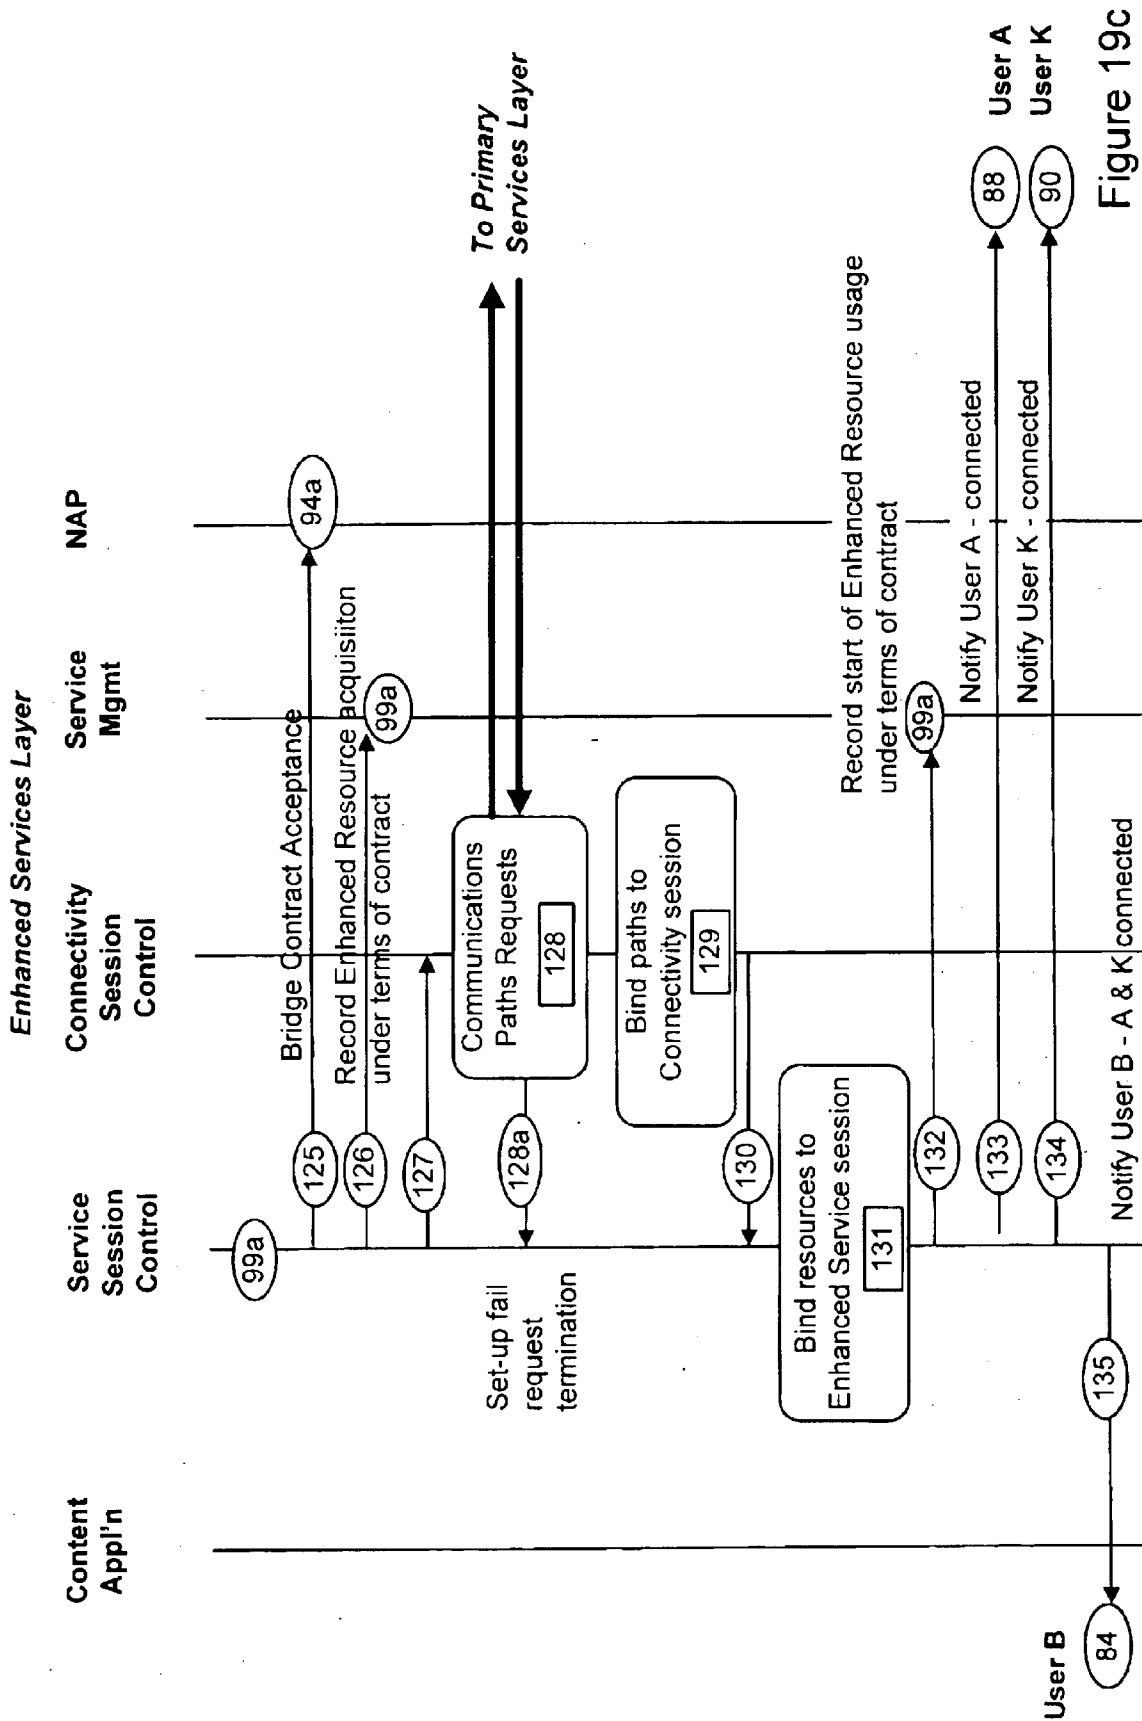 Enhanced Services Layer
Content
Appl'n
Service
Session
Control
Connectivity
Session
Control
Service
Mgmt
NAP
99a
125
Bridge Contract Acceptance
94a
126
Record Enhanced Resource acquisiiton
under terms of contract
99a
127
Communications
Paths Requests
128
To Primary
Services Layer
128a
Set-up fail
request
termination
Bind paths to
Connectivity session
129
130
Bind resources to
Enhanced Service session
131
Record start of Enhanced Resource usage
under terms of contract
132
99a
133
Notify User A - connected
88
User A
134
Notify User K - connected
90
User K
135
Notify User B - A & K connected
User B
84
Figure 19c